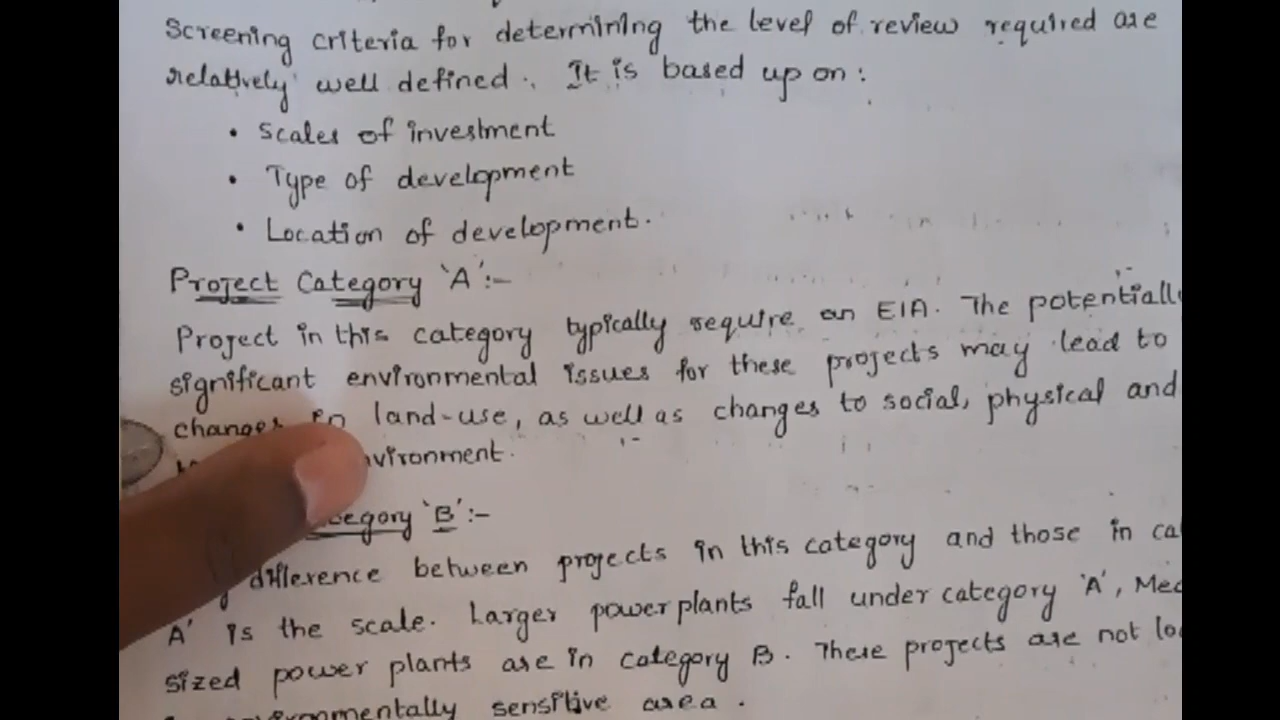 Screening criteria for determining the level of review required are
relatively well defined. It is based up on:
• Scales of investment
• Type of development
• Location of development.
Project Category 'A':-
Project in this category typically require an EIA. The potentiall
significant environmental issues for these projects may lead to
changes in land-use, as well as changes to social, physical and
vironment.
egory 'B':-
difference between projects in this category and those in ca
A' is the scale. Larger power plants fall under category 'A', Med
sized power plants are in category B. These projects are not lo
environmentally sensitive area.